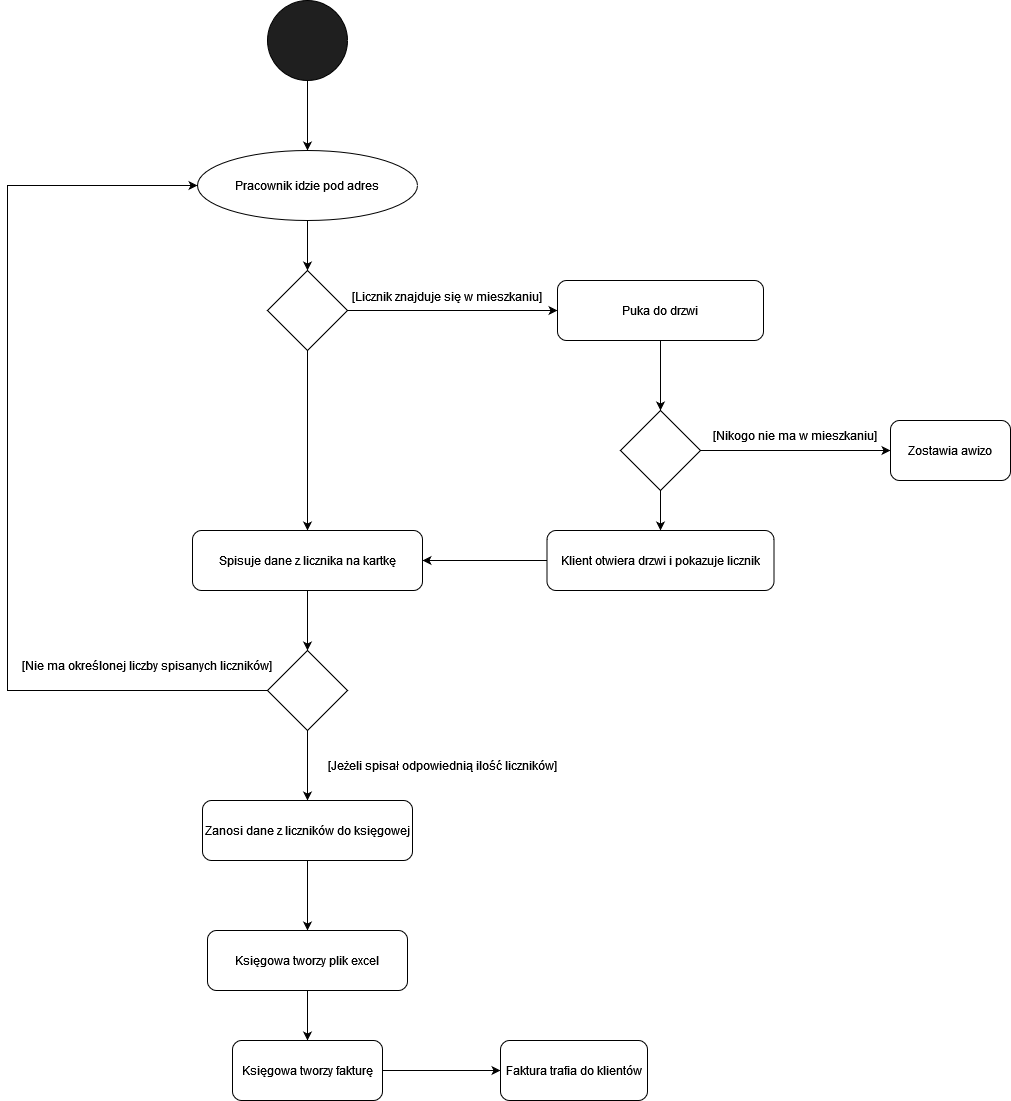 Pracownik idzie pod adres
[Licznik znajduje się w mieszkaniu]
Puka do drzwi
[Nikogo nie ma w mieszkaniu]
Zostawia awizo
Spisuje dane z licznika na kartkę
Klient otwiera drzwi i pokazuje licznik
[Nie ma określonej liczby spisanych liczników]
[Jeżeli spisał odpowiednią ilość liczników]
Zanosi dane z liczników do księgowej
Księgowa tworzy plik excel
Księgowa tworzy fakturę
Faktura trafia do klientów